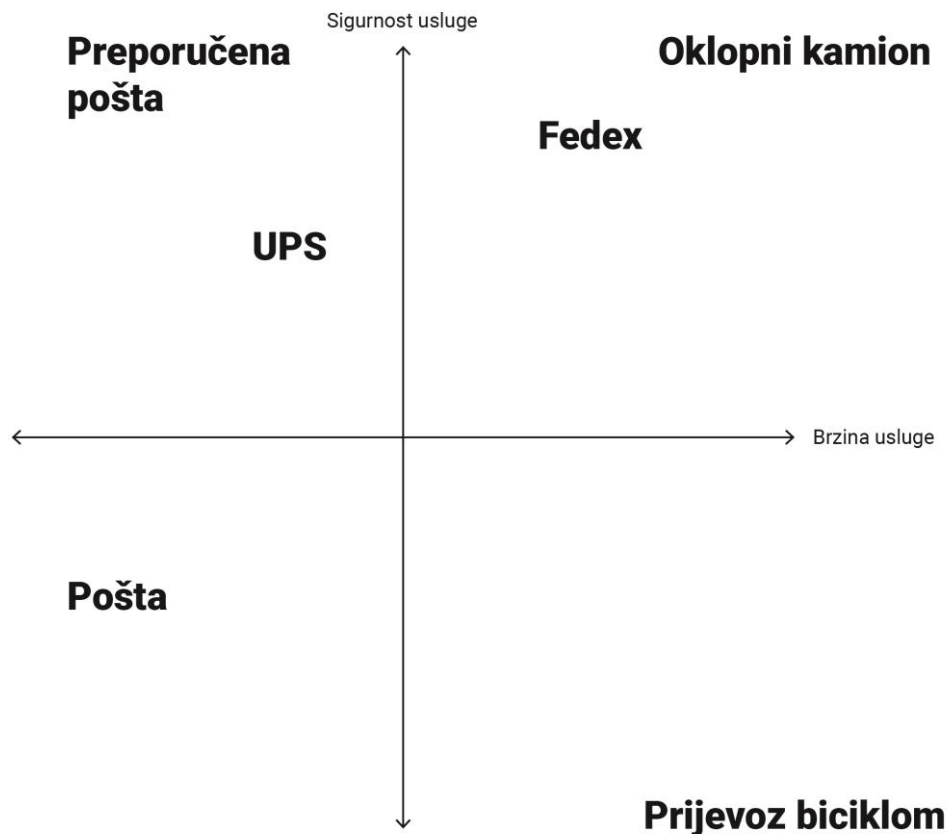 Sigurnost usluge
Preporučena
pošta
Oklopni kamion
Fedex
UPS
Brzina usluge
Pošta
Prijevoz biciklom